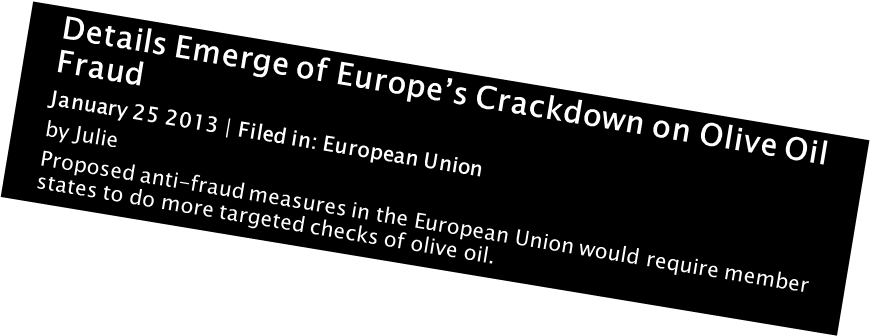 Details Emerge of Europe’s Crackdown on Olive Oil
Fraud
January 25 2013 | Filed in: European Union
by Julie
Proposed anti-fraud measures in the European Union would require member
states to do more targeted checks of olive oil.